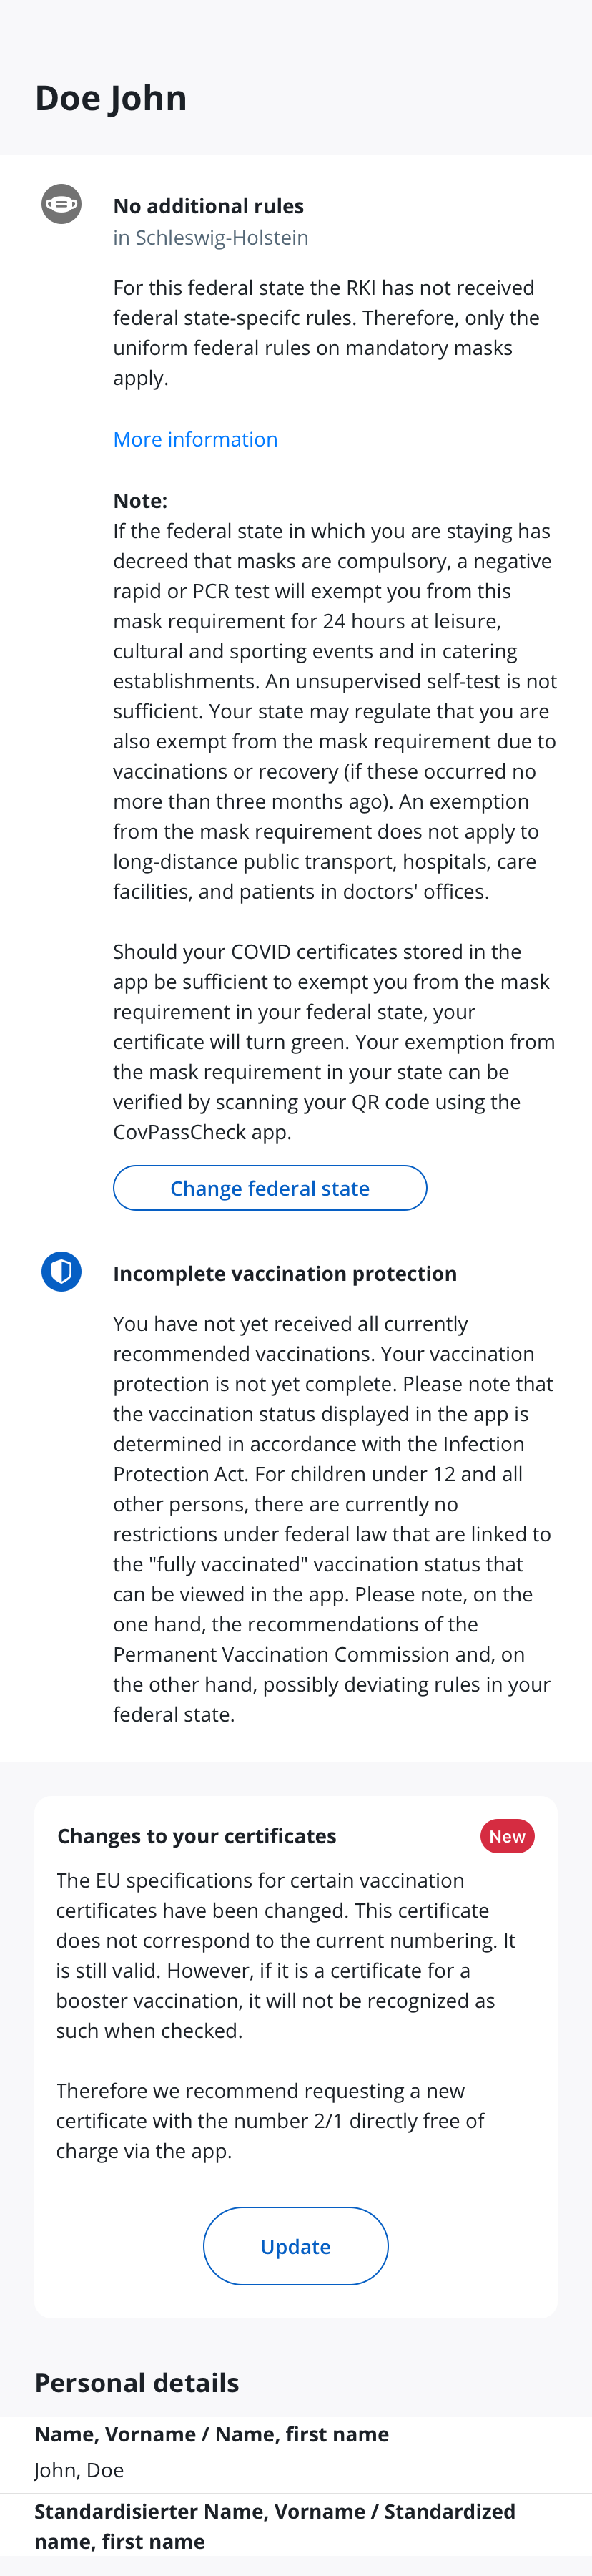 Doe John
No additional rules
in Schleswig-Holstein
For this federal state the RKI has not received
federal state-specifc rules. Therefore, only the
uniform federal rules on mandatory masks
apply.
More information
Note:
If the federal state in which you are staying has
decreed that masks are compulsory, a negative
rapid or PCR test will exempt you from this
mask requirement for 24 hours at leisure,
cultural and sporting events and in catering
establishments. An unsupervised self-test is not
sufficient. Your state may regulate that you are
also exempt from the mask requirement due to
vaccinations or recovery (if these occurred no
more than three months ago). An exemption
from the mask requirement does not apply to
long-distance public transport, hospitals, care
facilities, and patients in doctors' offices.
Should your COVID certificates stored in the
app be sufficient to exempt you from the mask
requirement in your federal state, your
certificate will turn green. Your exemption from
the mask requirement in your state can be
verified by scanning your QR code using the
CovPassCheck app.
Change federal state
Incomplete vaccination protection
You have not yet received all currently
recommended vaccinations. Your vaccination
protection is not yet complete. Please note that
the vaccination status displayed in the app is
determined in accordance with the Infection
Protection Act. For children under 12 and all
other persons, there are currently no
restrictions under federal law that are linked to
the "fully vaccinated" vaccination status that
can be viewed in the app. Please note, on the
one hand, the recommendations of the
Permanent Vaccination Commission and, on
the other hand, possibly deviating rules in your
federal state.
Changes to your certificates
New
The EU specifications for certain vaccination
certificates have been changed. This certificate
does not correspond to the current numbering. It
is still valid. However, if it is a certificate for a
booster vaccination, it will not be recognized as
such when checked.
Therefore we recommend requesting a new
certificate with the number 2/1 directly free of
charge via the app.
Update
Personal details
Name, Vorname / Name, first name
John, Doe
Standardisierter Name, Vorname / Standardized
name, first name